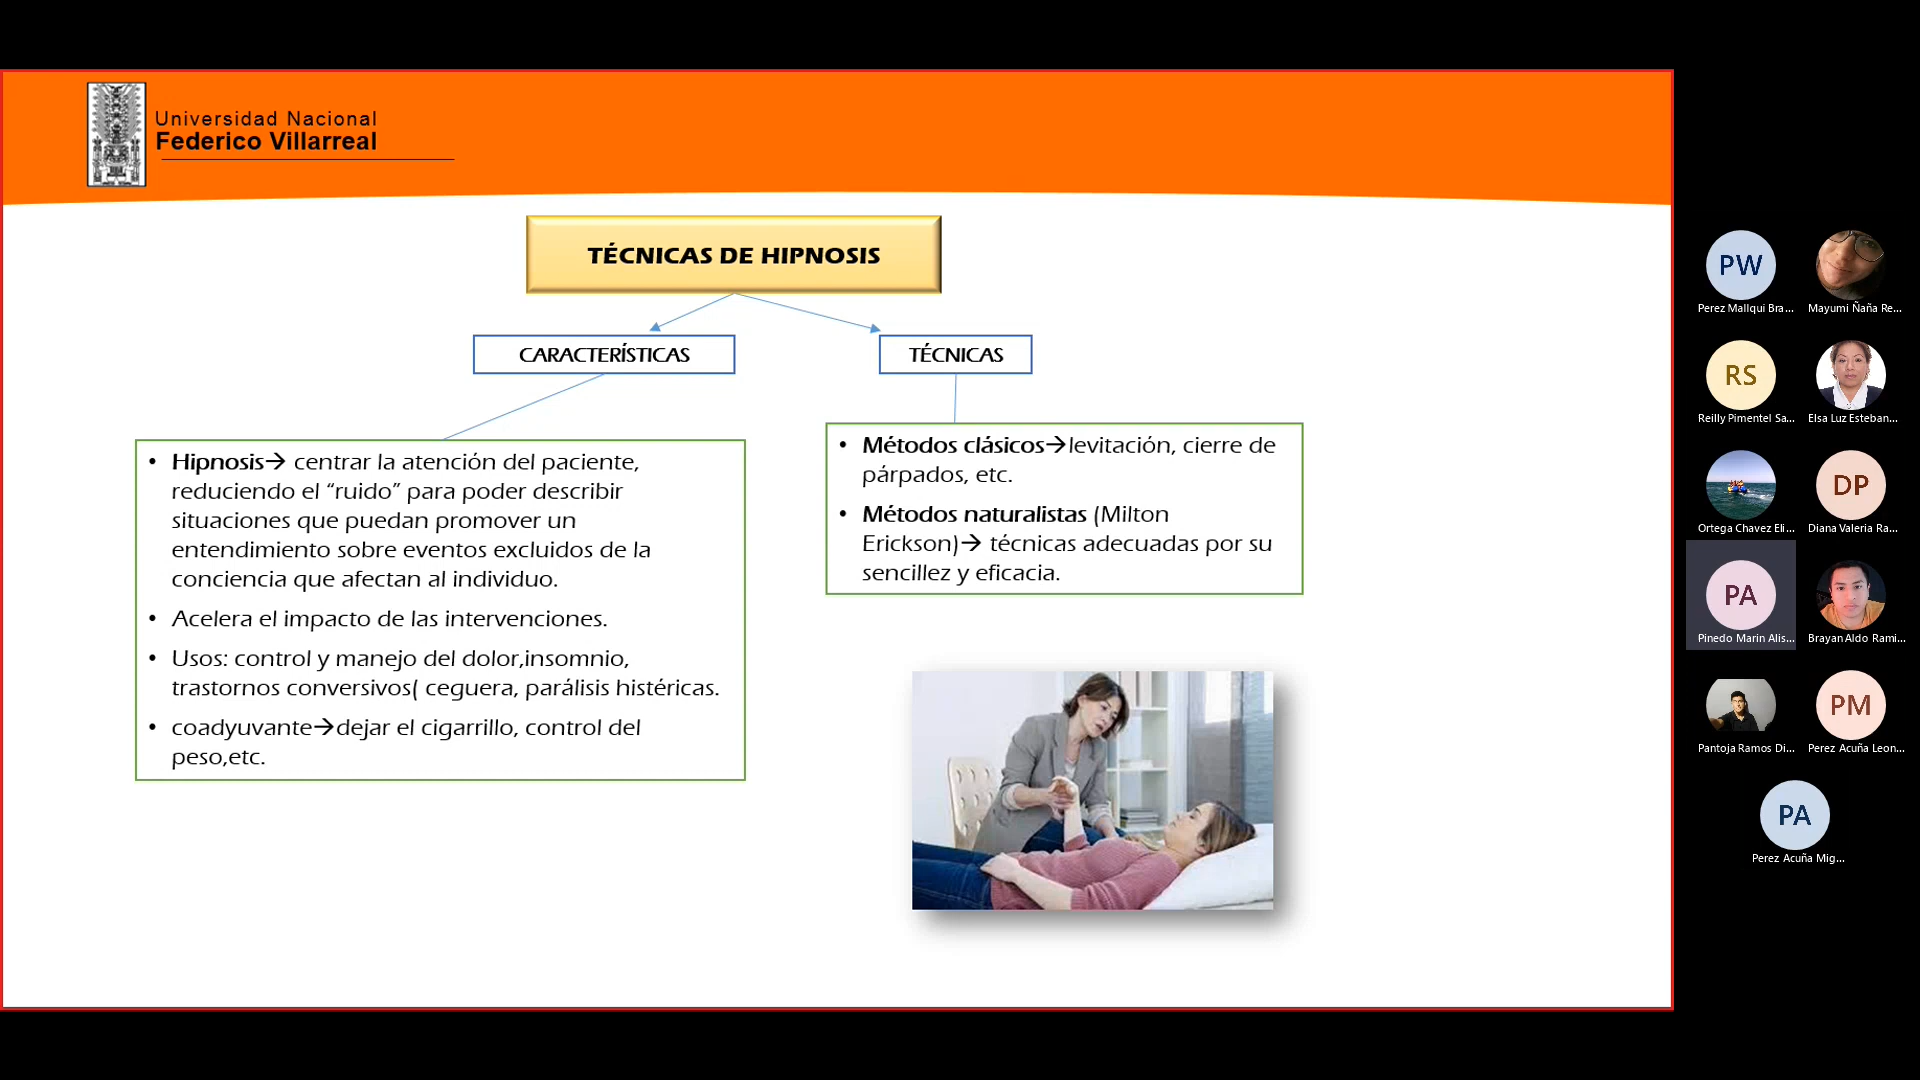 Universidad Nacional
Federico Villarreal
TÉCNICAS DE HIPNOSIS
CARACTERÍSTICAS
TÉCNICAS
• Hipnosis→ centrar la atención del paciente,
reduciendo el “ruido” para poder describir
situaciones que puedan promover un
entendimiento sobre eventos excluidos de la
conciencia que afectan al individuo.
• Acelera el impacto de las intervenciones.
• Usos: control y manejo del dolor,insomnio,
trastornos conversivos( ceguera, parálisis histéricas.
• coadyuvante→dejar el cigarrillo, control del
peso,etc.
• Métodos clásicos→levitación, cierre de
párpados, etc.
• Métodos naturalistas (Milton
Erickson)→ técnicas adecuadas por su
sencillez y eficacia.
PW
Perez Mallqui Bra...
Mayumi Ñaña Re...
RS
Reilly Pimentel Sa...
Elsa Luz Esteban...
Ortega Chavez Eli...
DP
Diana Valeria Ra...
PA
Pinedo Marin Alis...
Brayan Aldo Rami...
Pantoja Ramos Di...
PM
Perez Acuña Leon...
PA
Perez Acuña Mig...